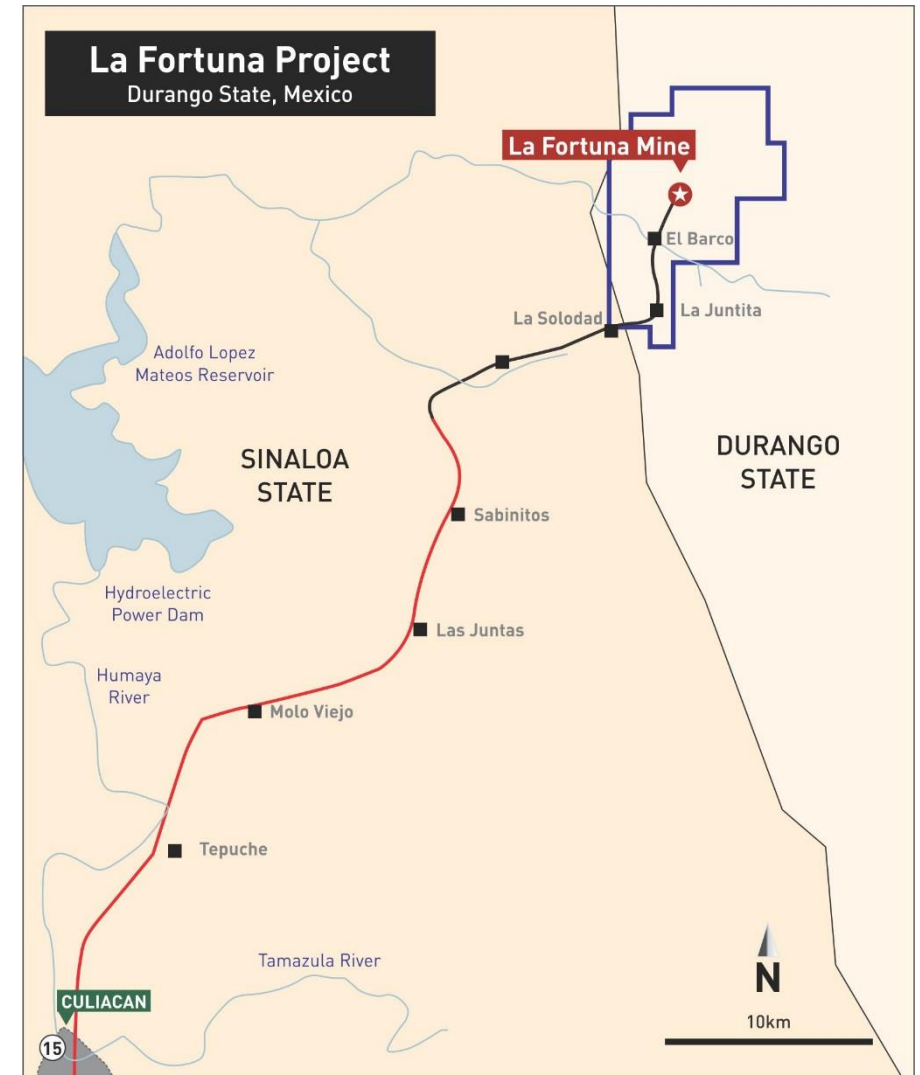 La Fortuna Project
Durango State, Mexico
La Fortuna Mine
El Barco
La Solodad
La Juntita
Adolfo Lopez
Mateos Reservoir
SINALOA
STATE
DURANGO
STATE
Sabinitos
Hydroelectric
Power Dam
Las Juntas
Humaya
River
Molo Viejo
Tepuche
Tamazula River
N
CULIACAN
10km
15